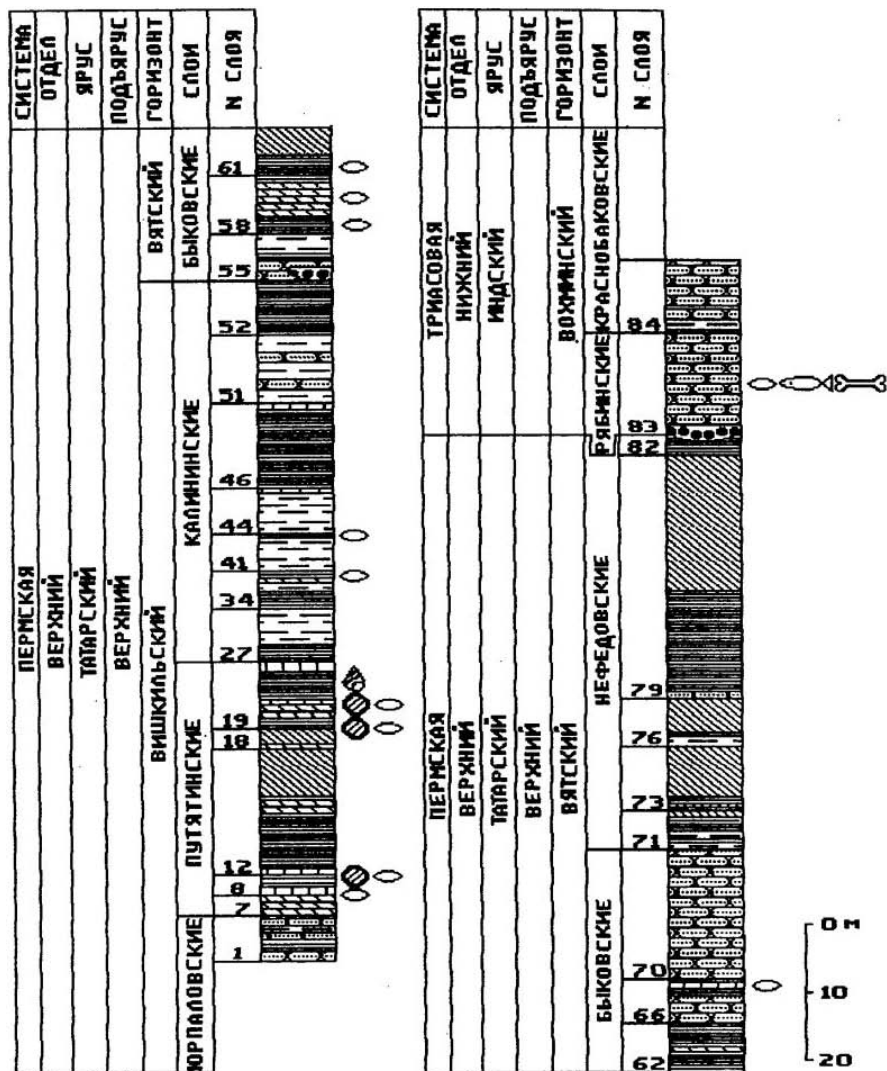 СИСТЕМА
ОТДЕЛ
ЯРУС
ПОДЪЯРУС
ГОРИЗОНТ
СЛОИ
N СЛОЯ
ПЕРМСКАЯ
ВЕРХНИЙ
ТАТАРСКИЙ
ВЕРХНИЙ
ВЯТСКИЙ
ВИШКИЛЬСКИЙ
БЫКОВСКИЕ
КАЛИНИНСКИЕ
ПУТЯТИНСКИЕ
ЮРПАЛОВСКИЕ
61
58
55
52
51
46
44
41
34
27
19
18
12
8
7
1
СИСТЕМА
ОТДЕЛ
ЯРУС
ПОДЪЯРУС
ГОРИЗОНТ
СЛОИ
N СЛОЯ
ТРИАСОВАЯ
НИЖНИЙ
ИНДСКИЙ
ВОХМИНСКИЙ
КРАСНОБАКОВСКИЕ
РЯБИНСКИЕ
ПЕРМСКАЯ
ВЕРХНИЙ
ТАТАРСКИЙ
ВЕРХНИЙ
ВЯТСКИЙ
НЕФЕДОВСКИЕ
БЫКОВСКИЕ
84
83
82
79
76
73
71
70
66
62
0 М
10
20